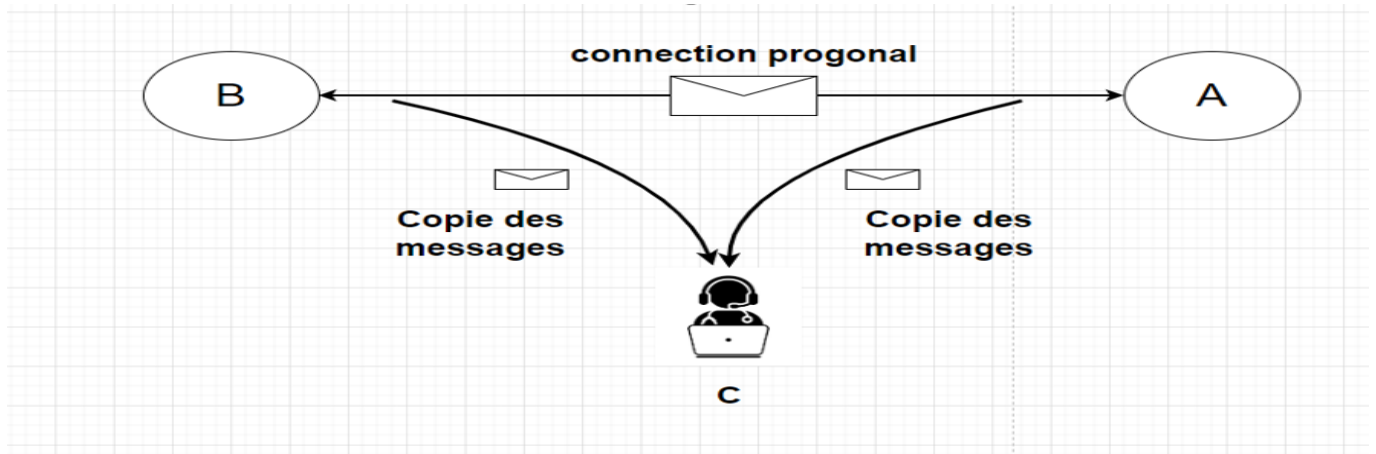 connection progonal
B
A
Copie des
messages
Copie des
messages
C